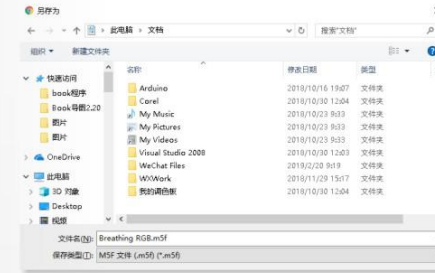 另存为
此电脑 > 文档
搜索"文档"
组织 新建文件夹
名称 修改日期 类型
快速访问
book程序
Book导图2,20
图片
图片
OneDrive
此电脑
3D 对象
Desktop
视频
Arduino 2018/10/16 19:07 文件夹
Corel 2018/10/30 12:04 文件夹
My Music 2018/10/23 9:33 文件夹
My Pictures 2018/10/23 9:33 文件夹
My Videos 2018/10/23 9:33 文件夹
Visual Studio 2008 2018/10/30 12:03 文件夹
WeChat Files 2019/2/20 9:19 文件夹
WXWork 2018/11/29 15:17 文件夹
我的调色板 2018/10/30 12:04 文件夹
文件名(N): Breathing RGB.m5f
保存类型(T): M5F 文件 (.m5f) (*.m5f)